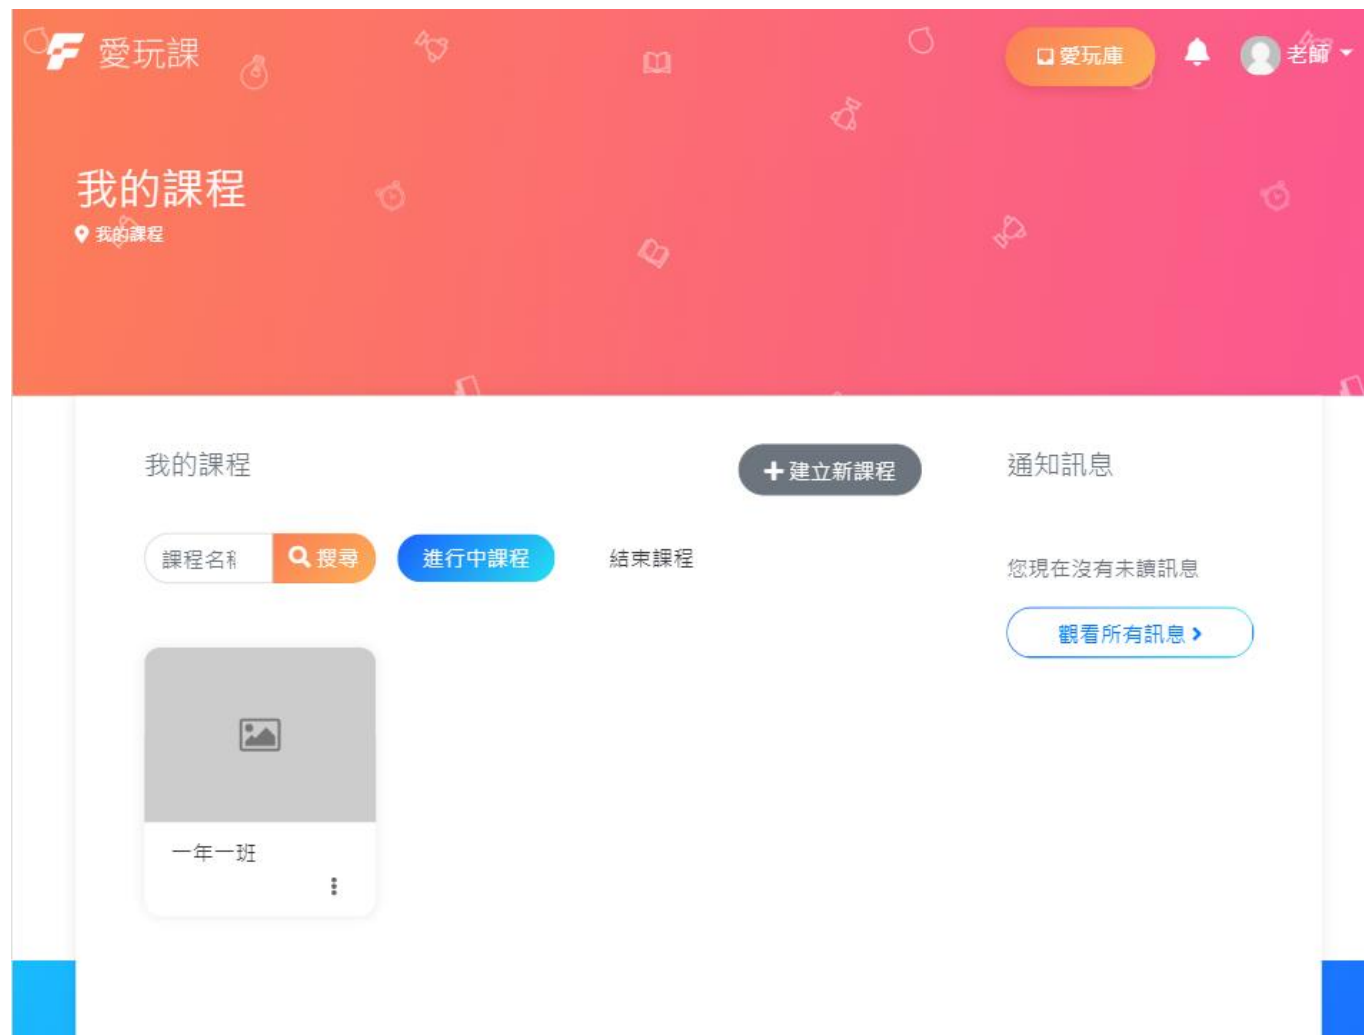 愛玩課
愛玩庫
老師
我的課程
我的課程
我的課程
建立新課程
通知訊息
課程名
搜尋
進行中課程
結束課程
您現在沒有未讀訊息
觀看所有訊息
一年一班